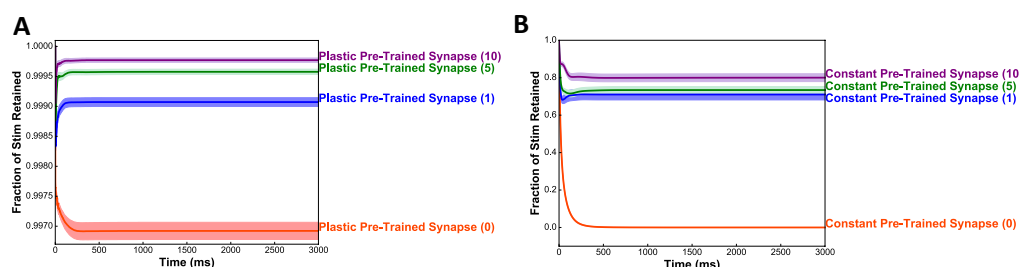 A
Fraction of Stim Retained
1.0000
0.9995
0.9990
0.9985
0.9980
0.9975
0.9970
0
500
1000
1500
2000
2500
3000
Time (ms)
Plastic Pre-Trained Synapse (10)
Plastic Pre-Trained Synapse (5)
Plastic Pre-Trained Synapse (1)
Plastic Pre-Trained Synapse (0)
B
Fraction of Stim Retained
1.0
0.8
0.6
0.4
0.2
0.0
0
500
1000
1500
2000
2500
3000
Time (ms)
Constant Pre-Trained Synapse (10
Constant Pre-Trained Synapse (5)
Constant Pre-Trained Synapse (1)
Constant Pre-Trained Synapse (0)